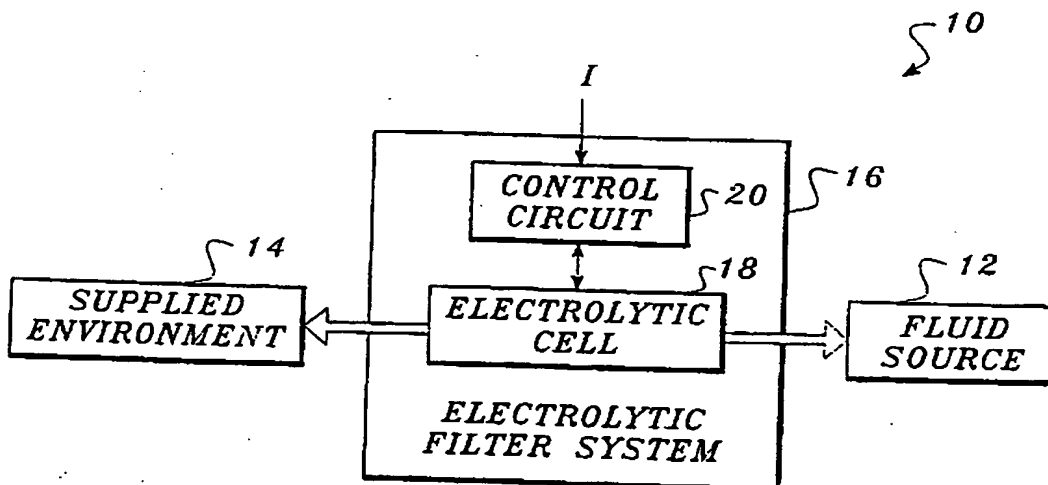 10
I
CONTROL
CIRCUIT
20
16
14
SUPPLIED
ENVIRONMENT
18
ELECTROLYTIC
CELL
12
FLUID
SOURCE
ELECTROLYTIC
FILTER SYSTEM